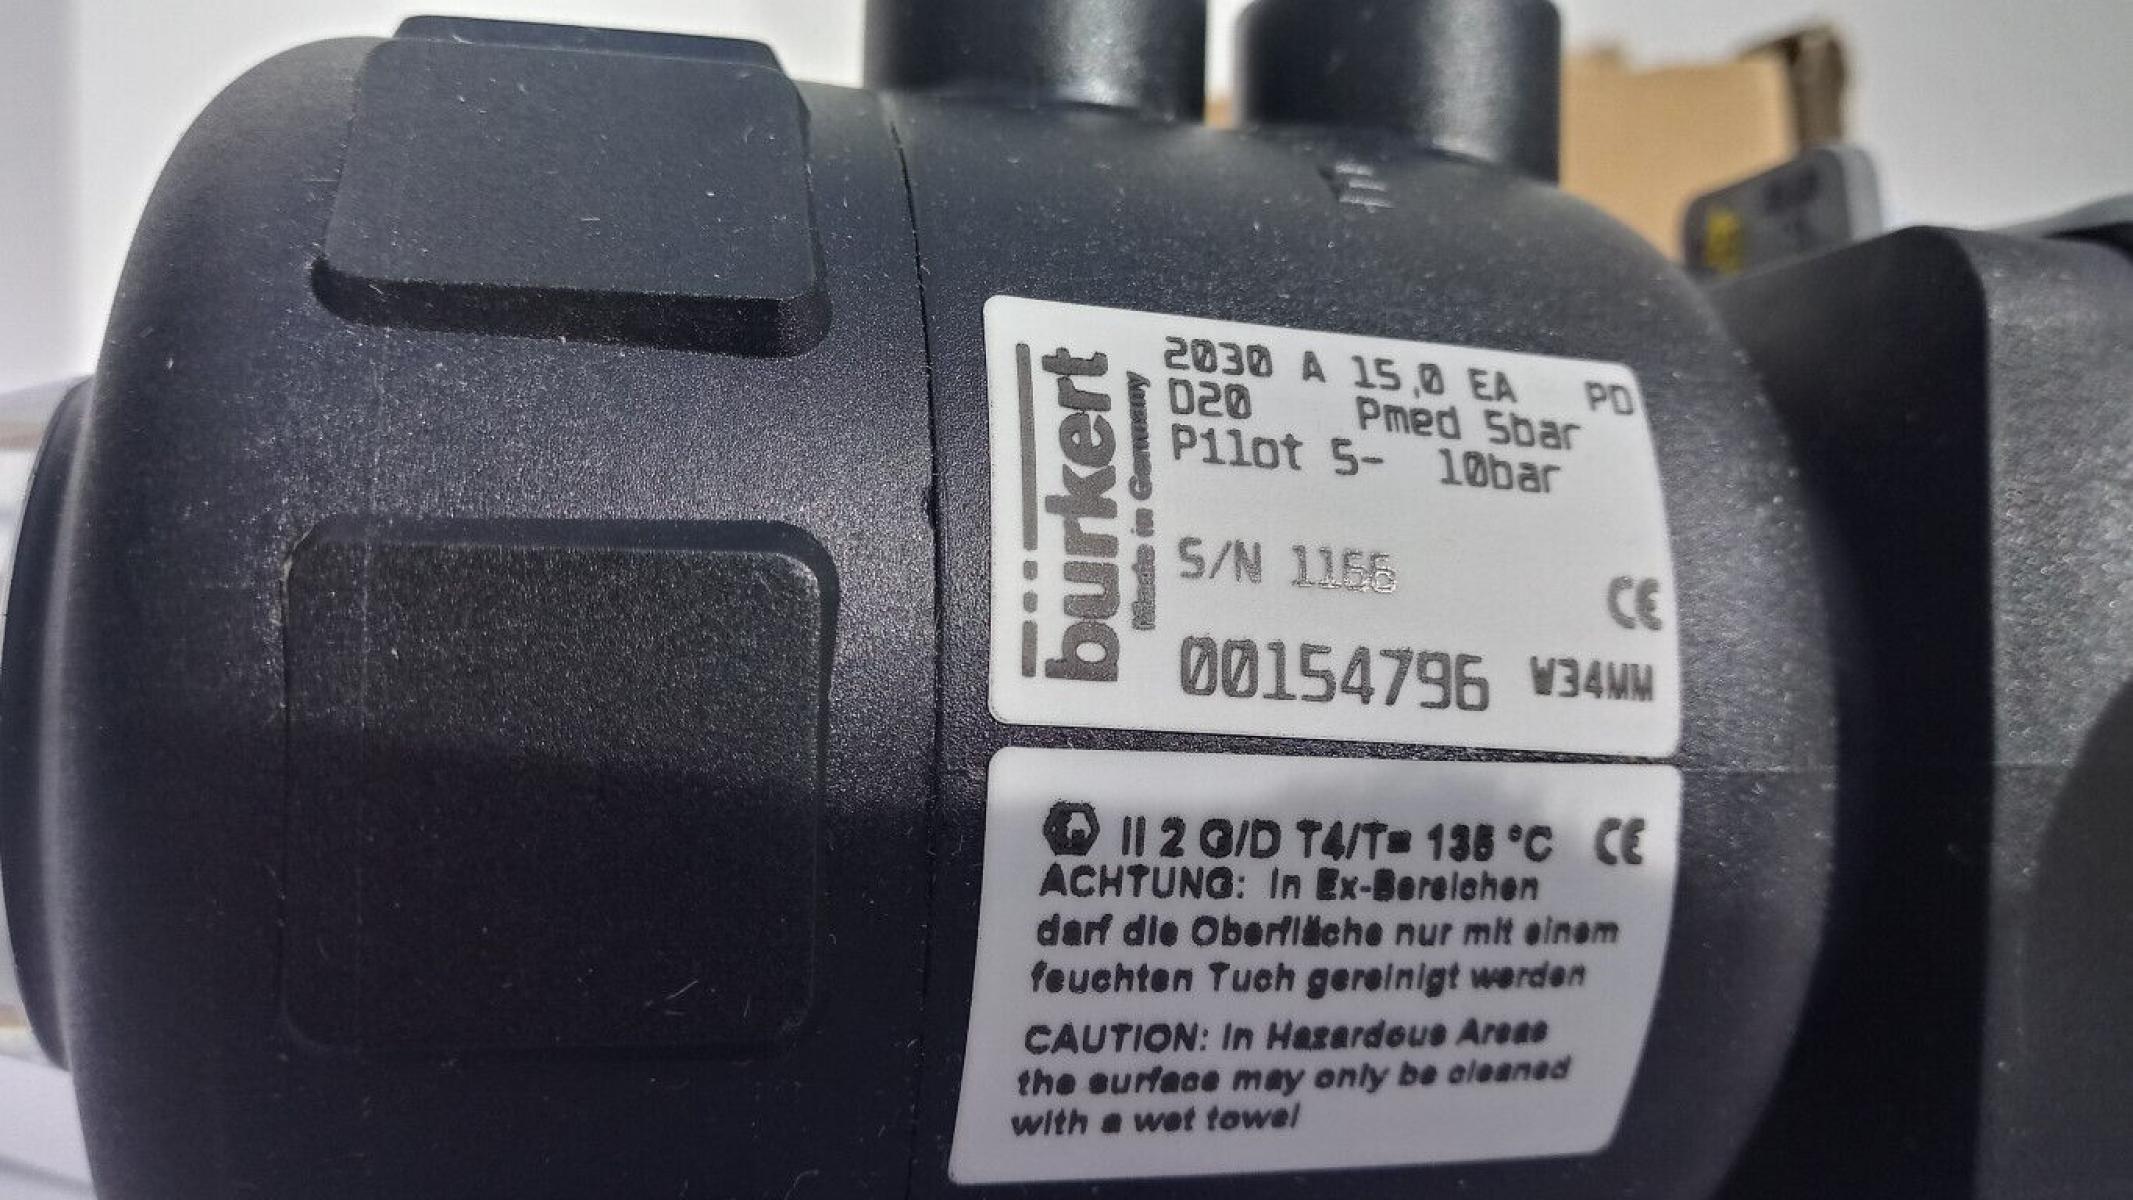 bürkert
Made in Germany
2030 A 15,0 EA PD
D20 Pmed 5bar
Pilot 5- 10bar
S/N 1166
CE
00154796 W34MM
Ex II 2 G/D T4/T= 135 °C CE
ACHTUNG: In Ex-Bereichen
darf die Oberfläche nur mit einem
feuchten Tuch gereinigt werden
CAUTION: In Hazardous Areas
the surface may only be cleaned
with a wet towel